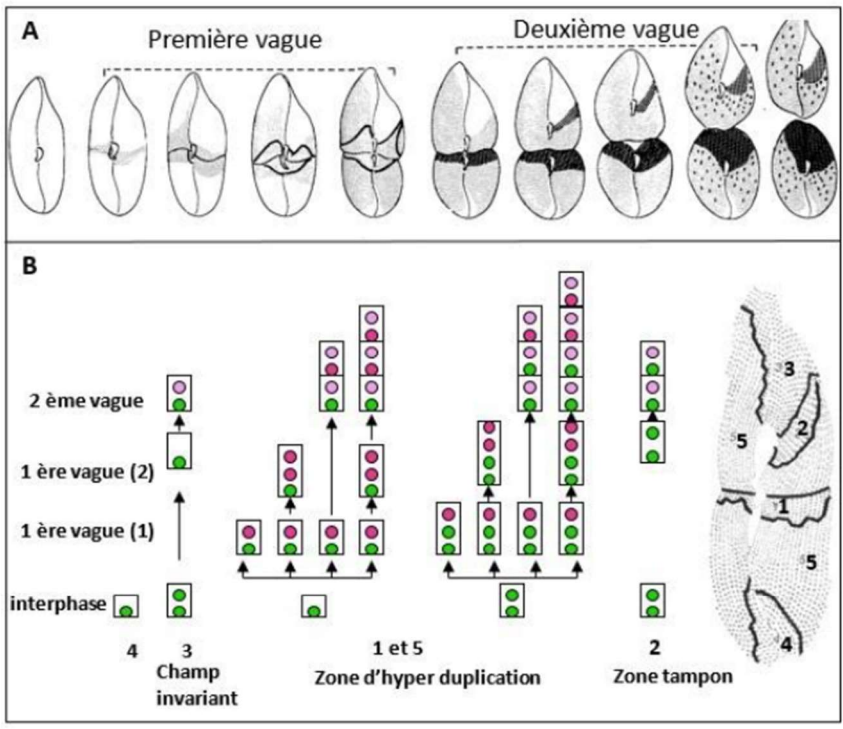 A
Première vague
Deuxième vague
B
2 ème vague
1 ère vague (2)
1 ère vague (1)
interphase
4
3
1 et 5
2
Champ invariant
Zone d'hyper duplication
Zone tampon
3
2
5
1
5
4